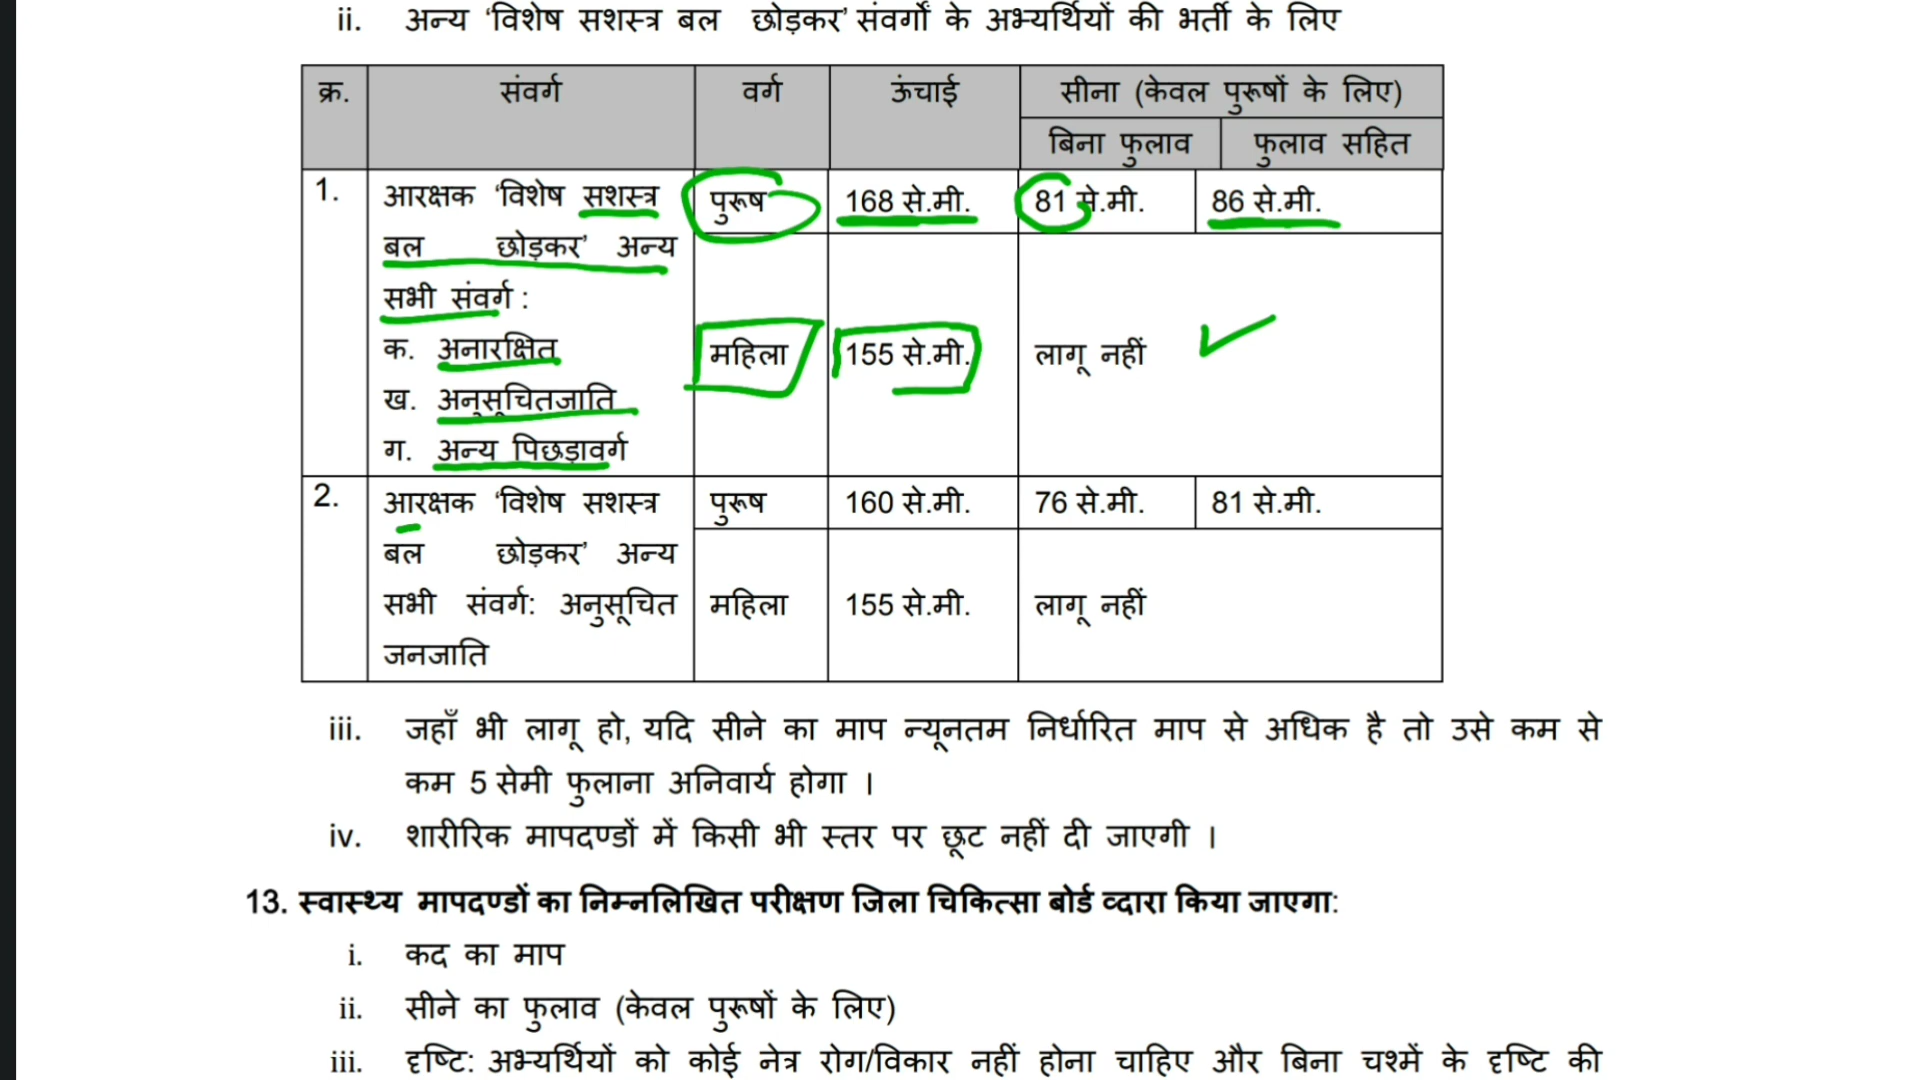 ii. अन्य ‘विशेष सशस्त्र बल छोड़कर’ संवर्गों के अभ्यर्थियों की भर्ती के लिए
क्र. संवर्ग वर्ग ऊंचाई सीना (केवल पुरूषों के लिए)
बिना फुलाव फुलाव सहित
1. आरक्षक ‘विशेष सशस्त्र पुरूष 168 से.मी. 81 से.मी. 86 से.मी.
बल छोड़कर’ अन्य
सभी संवर्ग :
क. अनारक्षित महिला 155 से.मी. लागू नहीं
ख. अनुसूचितजाति
ग. अन्य पिछड़ावर्ग
2. आरक्षक ‘विशेष सशस्त्र पुरूष 160 से.मी. 76 से.मी. 81 से.मी.
बल छोड़कर’ अन्य
सभी संवर्ग: अनुसूचित महिला 155 से.मी. लागू नहीं
जनजाति
iii. जहाँ भी लागू हो, यदि सीने का माप न्यूनतम निर्धारित माप से अधिक है तो उसे कम से
कम 5 सेमी फुलाना अनिवार्य होगा ।
iv. शारीरिक मापदण्डों में किसी भी स्तर पर छूट नहीं दी जाएगी ।
13. स्वास्थ्य मापदण्डों का निम्नलिखित परीक्षण जिला चिकित्सा बोर्ड व्दारा किया जाएगा:
i. कद का माप
ii. सीने का फुलाव (केवल पुरूषों के लिए)
iii. दृष्टि: अभ्यर्थियों को कोई नेत्र रोग/विकार नहीं होना चाहिए और बिना चश्में के दृष्टि की